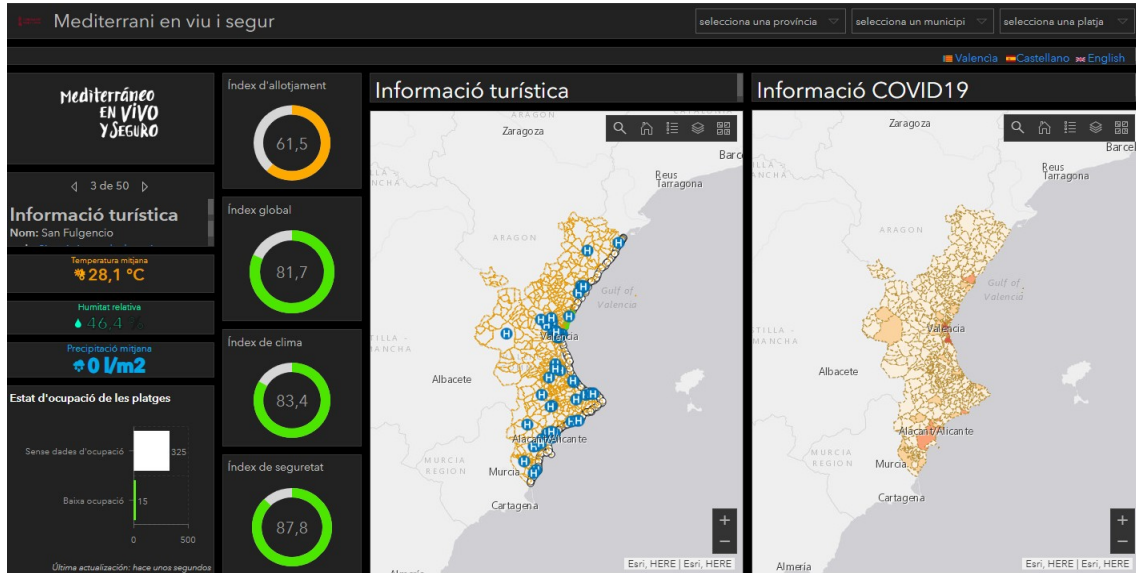 Mediterrani en viu i segur
selecciona una província
selecciona un municipi
selecciona una platja
Valencià
Castellano
English
Mediterráneo
EN VIVO
Y SEGURO
3 de 50
Informació turística
Nom: San Fulgencio
Temperatura mitjana
28,1 °C
Humitat relativa
46,4 %
Precipitació mitjana
0 l/m2
Estat d'ocupació de les platges
Sense dades d'ocupació
325
Baixa ocupació
15
0
500
Última actualización: hace unos segundos
Índex d'allotjament
61,5
Índex global
81,7
Índex de clima
83,4
Índex de seguretat
87,8
Informació turística
ARAGON
Zaragoza
Reus
Tarragona
ARAGON
Gulf of
Valencia
H
Valencia
Albacete
Alacant/Alicante
MURCIA
REGION
Murcia
Cartagena
+
−
Esri, HERE | Esri, HERE
Informació COVID19
Zaragoza
Barcel
Reus
Tarragona
ARAGON
Gulf of
Valencia
Valencia
Albacete
Alacant/Alicante
MURCIA
REGION
Murcia
Cartagena
Almería
+
−
Esri, HERE | Esri, HERE